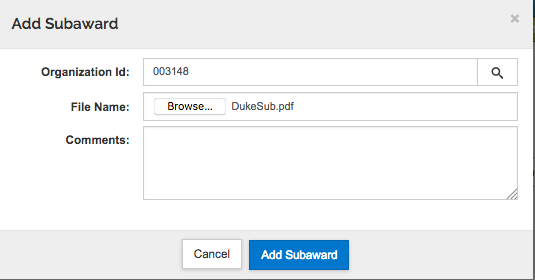 Add Subaward ×
Organization Id: 003148
File Name: Browse... DukeSub.pdf
Comments:
Cancel Add Subaward